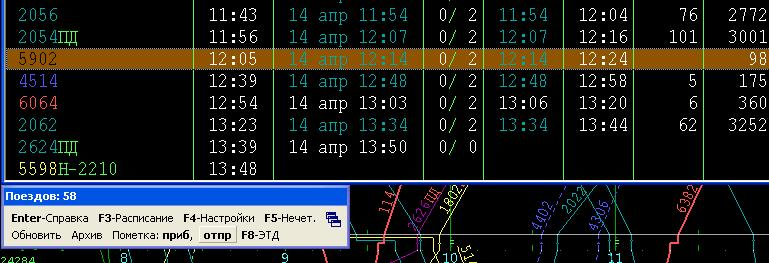 2056 11:43 14 апр 11:54 0/ 2 11:54 12:04 76 2772
2054ПД 11:56 14 апр 12:07 0/ 2 12:07 12:16 101 3001
5902 12:05 14 апр 12:14 0/ 2 12:14 12:24 98
4514 12:39 14 апр 12:48 0/ 2 12:48 12:58 5 175
6064 12:54 14 апр 13:03 0/ 2 13:06 13:20 6 360
2062 13:23 14 апр 13:34 0/ 2 13:34 13:44 62 3252
2624ПД 13:39 14 апр 13:50 0/ 0
5598Н-2210 13:48
Поездов: 58
Enter-Справка F3-Расписание F4-Настройки F5-Нечет.
Обновить Архив Пометка: приб, отпр F8-ЭТД
114 2626ПД 1802 4402 2022 4306 6382
24284 8 9 10 51 11